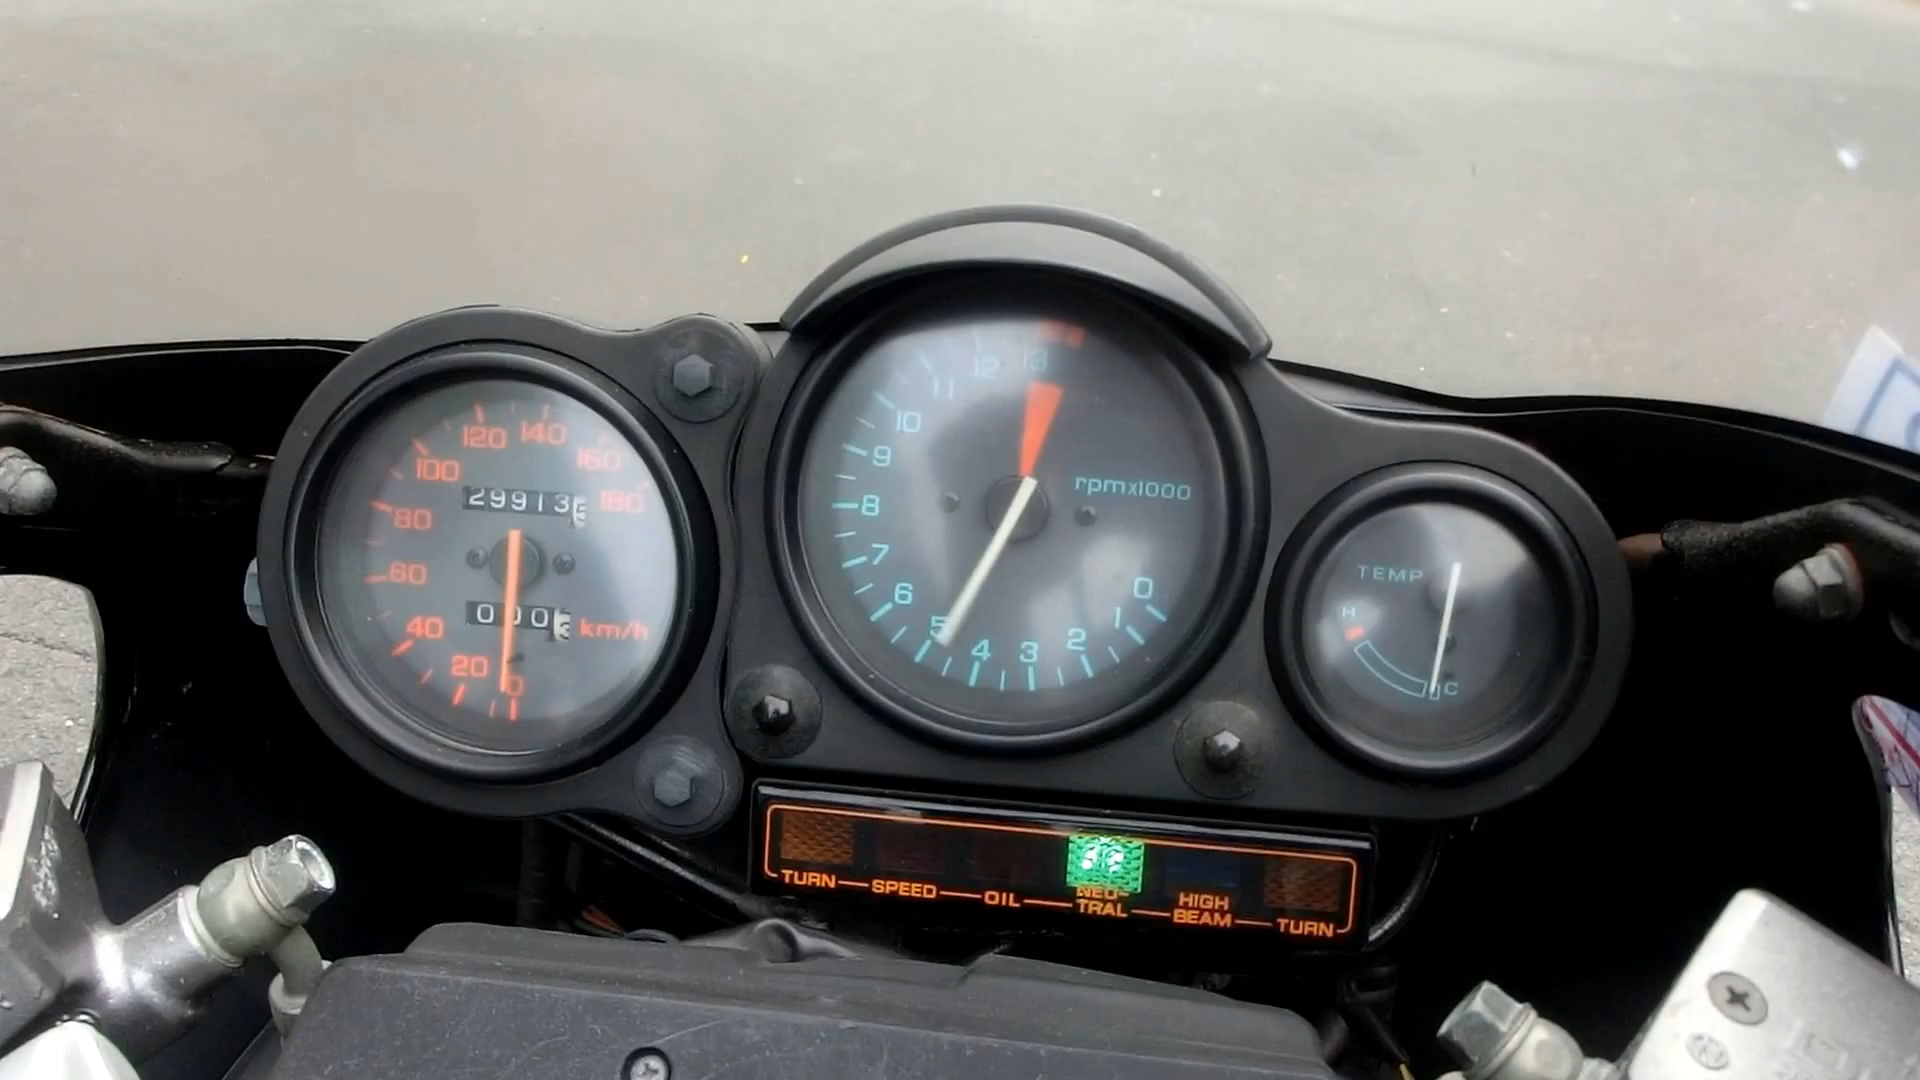 120 140
100 160
29913 180
80
60
0003 km/h
40
20
0
13
12
11
10
9
rpmx1000
8
7
6
0
5
1
4 3 2
TEMP
H
C
TURN SPEED OIL NEU-
TRAL HIGH
BEAM TURN